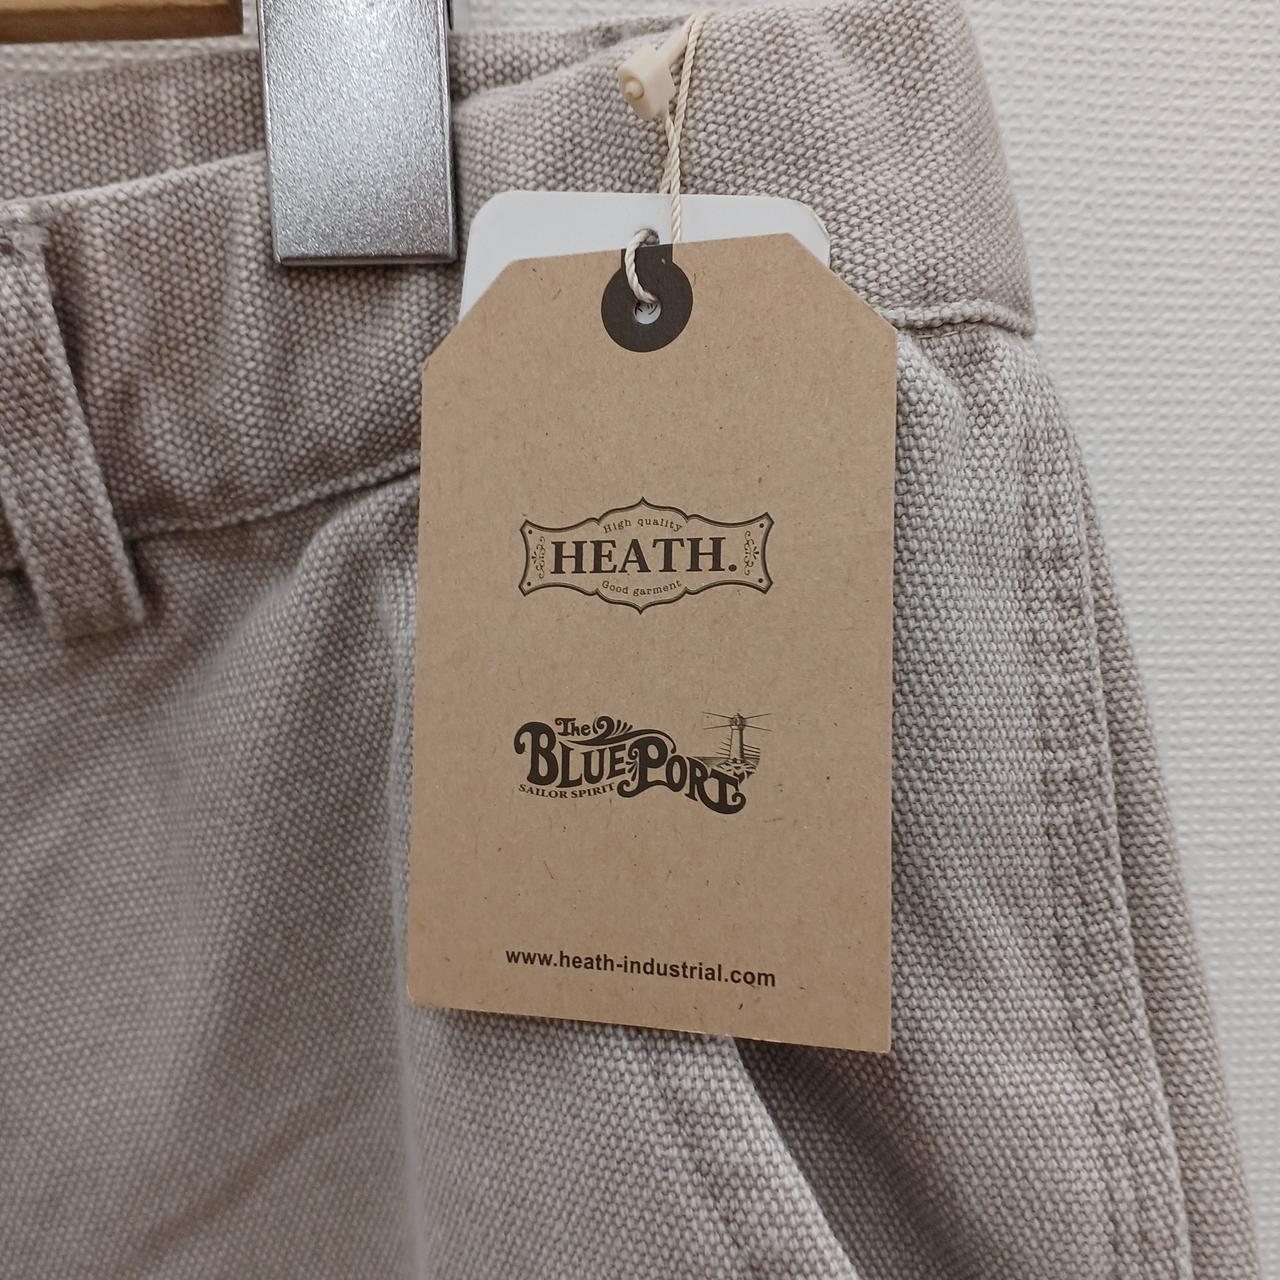 High quality
HEATH.
Good garment
The
BLUE PORT
SAILOR SPIRIT
www.heath-industrial.com